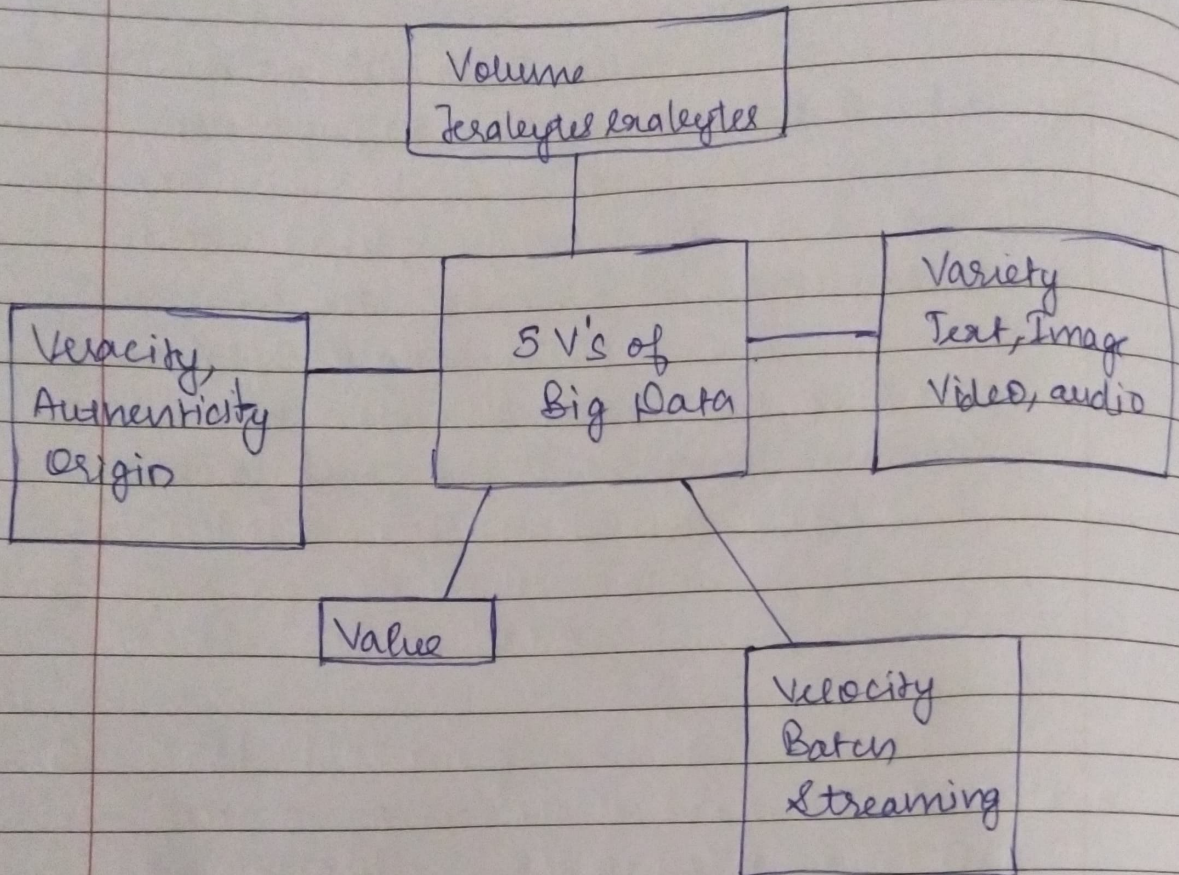 Volume
Terabytes exabytes
5 V's of
Big Data
Variety
Text, Image
Video, audio
Veracity,
Authenticity
Origin
Value
Velocity
Batch
Streaming